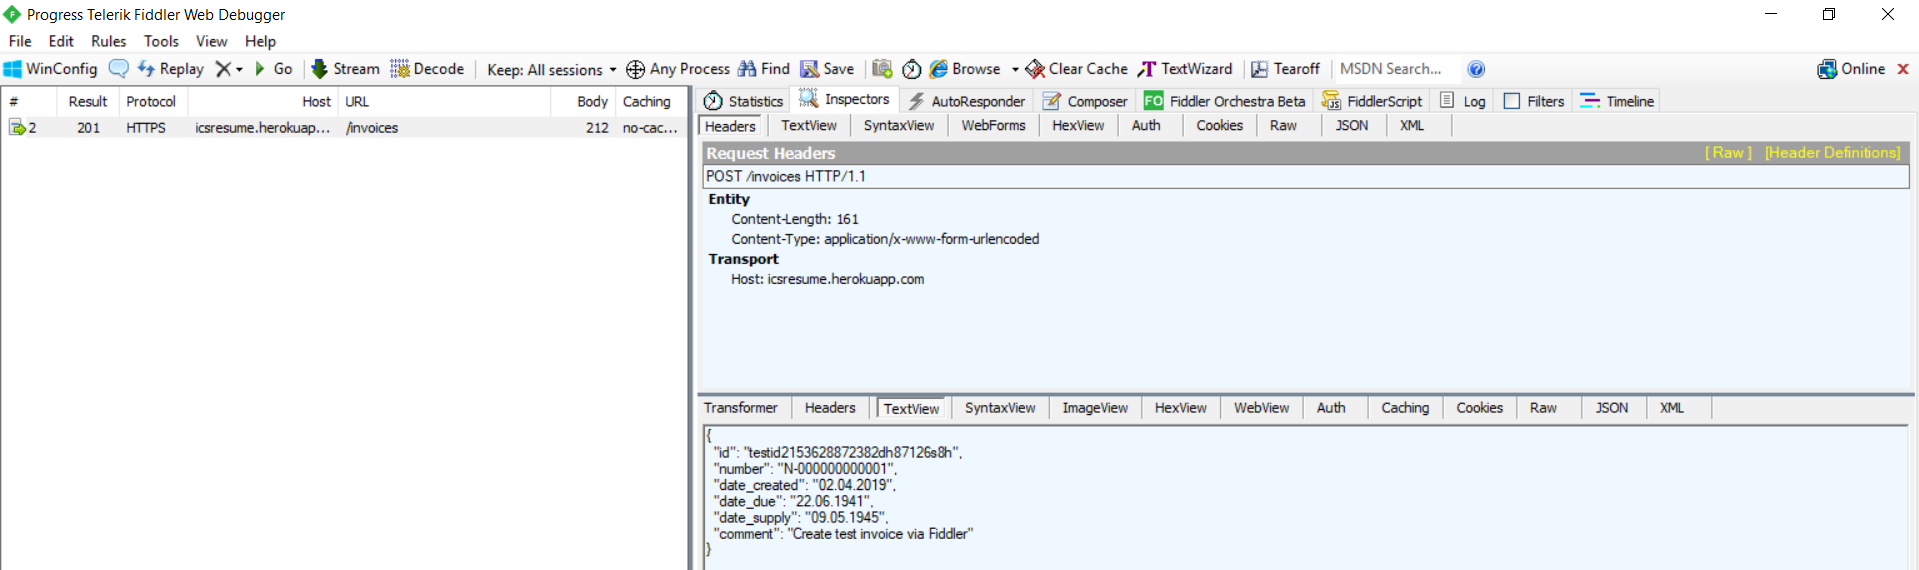 Progress Telerik Fiddler Web Debugger
File Edit Rules Tools View Help
WinConfig Replay Go Stream Decode Keep: All sessions Any Process Find Save Browse Clear Cache TextWizard Tearoff MSDN Search... Online
# Result Protocol Host URL Body Caching
2 201 HTTPS icsresume.herokuap... /invoices 212 no-cac...
Statistics Inspectors AutoResponder Composer FO Fiddler Orchestra Beta FiddlerScript Log Filters Timeline
Headers TextView SyntaxView WebForms HexView Auth Cookies Raw JSON XML
Request Headers [ Raw ] [Header Definitions]
POST /invoices HTTP/1.1
Entity
Content-Length: 161
Content-Type: application/x-www-form-urlencoded
Transport
Host: icsresume.herokuapp.com
Transformer Headers TextView SyntaxView ImageView HexView WebView Auth Caching Cookies Raw JSON XML
{
"id": "testid2153628872382dh87126s8h",
"number": "N-000000000001",
"date_created": "02.04.2019",
"date_due": "22.06.1941",
"date_supply": "09.05.1945",
"comment": "Create test invoice via Fiddler"
}